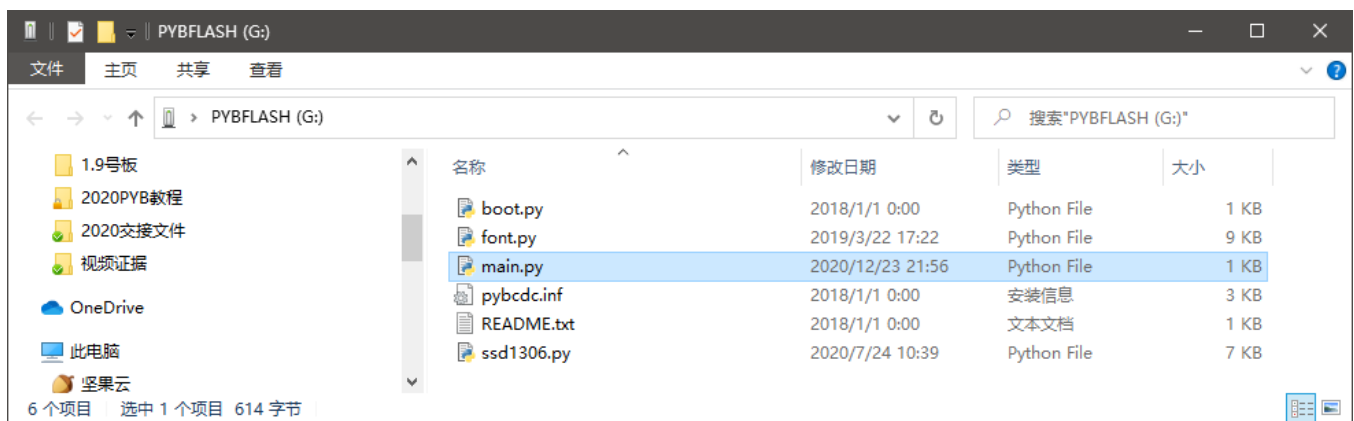 PYBFLASH (G:)
文件 主页 共享 查看
PYBFLASH (G:) 搜索"PYBFLASH (G:)"
1.9号板
2020PYB教程
2020交接文件
视频证据
OneDrive
此电脑
坚果云
名称 修改日期 类型 大小
boot.py 2018/1/1 0:00 Python File 1 KB
font.py 2019/3/22 17:22 Python File 9 KB
main.py 2020/12/23 21:56 Python File 1 KB
pybcdc.inf 2018/1/1 0:00 安装信息 3 KB
README.txt 2018/1/1 0:00 文本文档 1 KB
ssd1306.py 2020/7/24 10:39 Python File 7 KB
6 个项目 选中 1 个项目 614 字节